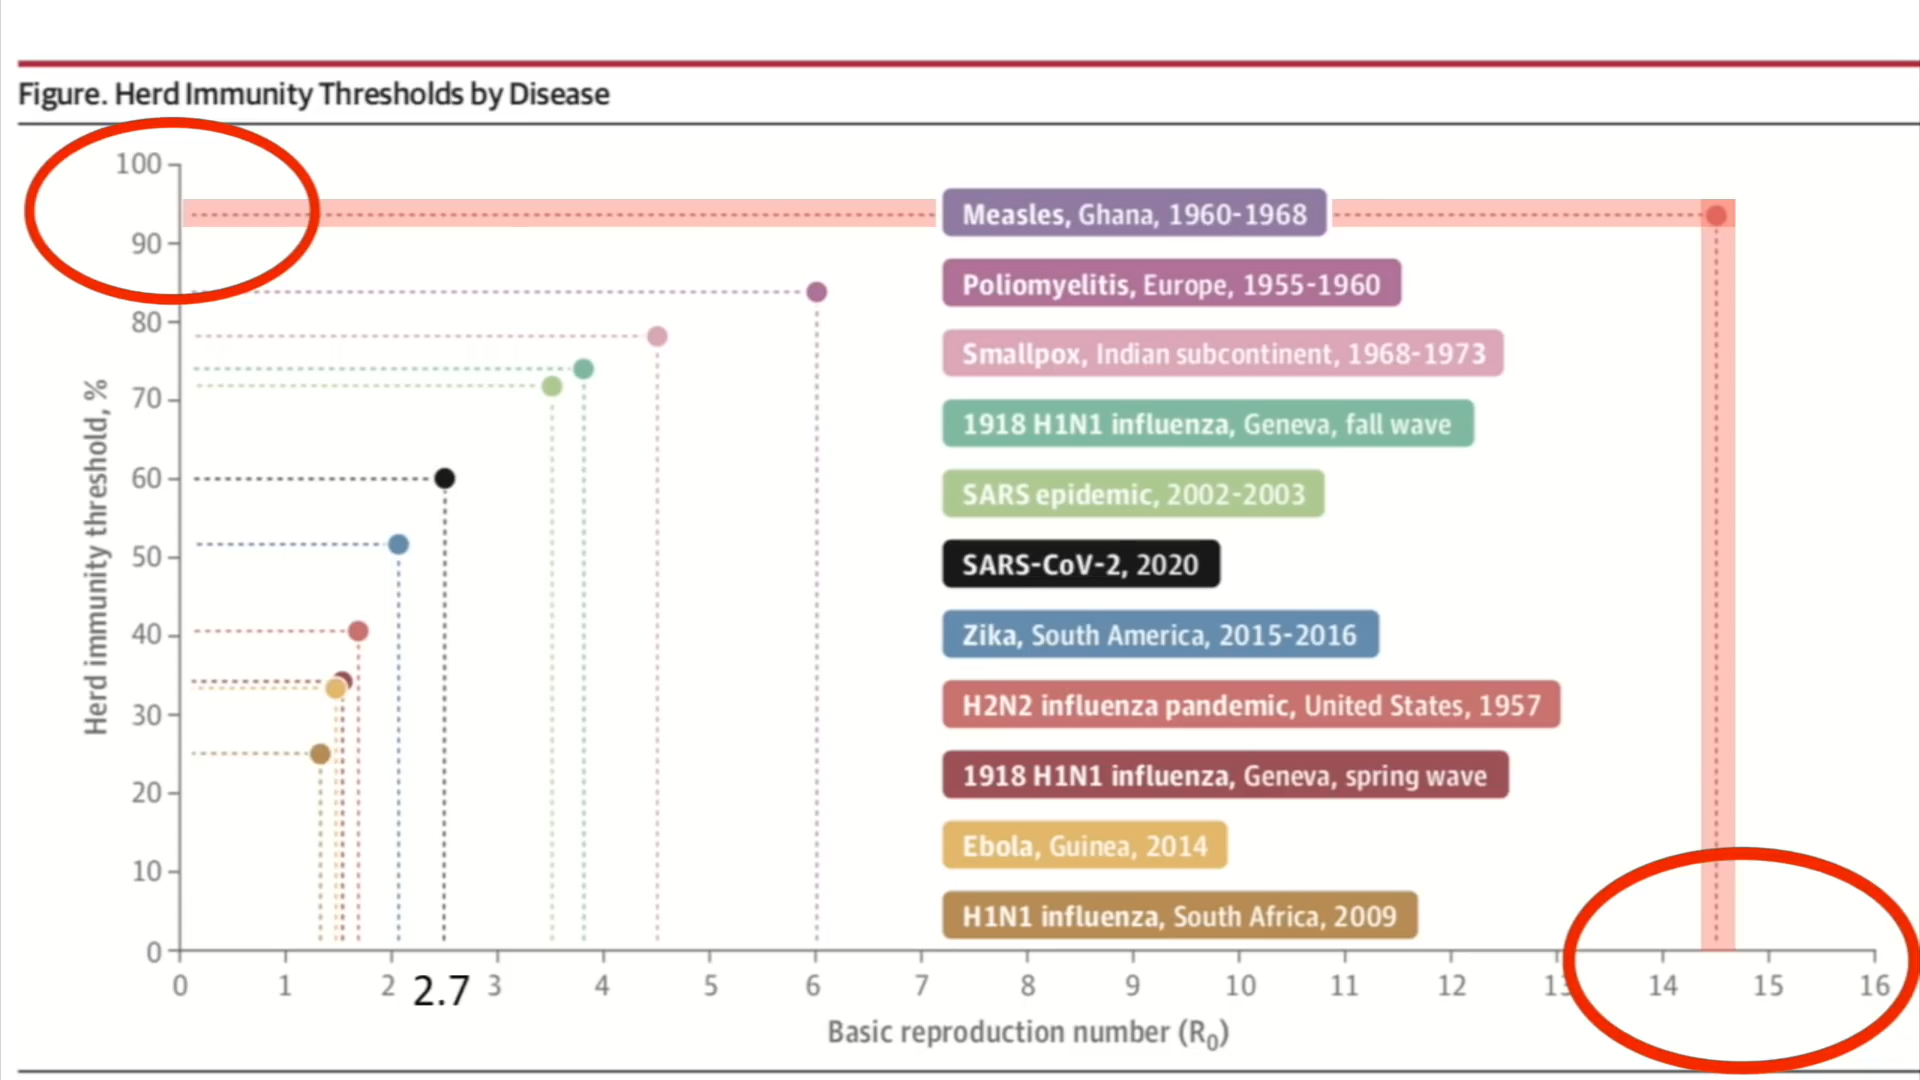 Figure. Herd Immunity Thresholds by Disease
100
90
80
70
60
50
40
30
20
10
0
Herd immunity threshold, %
Measles, Ghana, 1960-1968
Poliomyelitis, Europe, 1955-1960
Smallpox, Indian subcontinent, 1968-1973
1918 H1N1 influenza, Geneva, fall wave
SARS epidemic, 2002-2003
SARS-CoV-2, 2020
Zika, South America, 2015-2016
H2N2 influenza pandemic, United States, 1957
1918 H1N1 influenza, Geneva, spring wave
Ebola, Guinea, 2014
H1N1 influenza, South Africa, 2009
0 1 2 2.7 3 4 5 6 7 8 9 10 11 12 13 14 15 16
Basic reproduction number (R0)